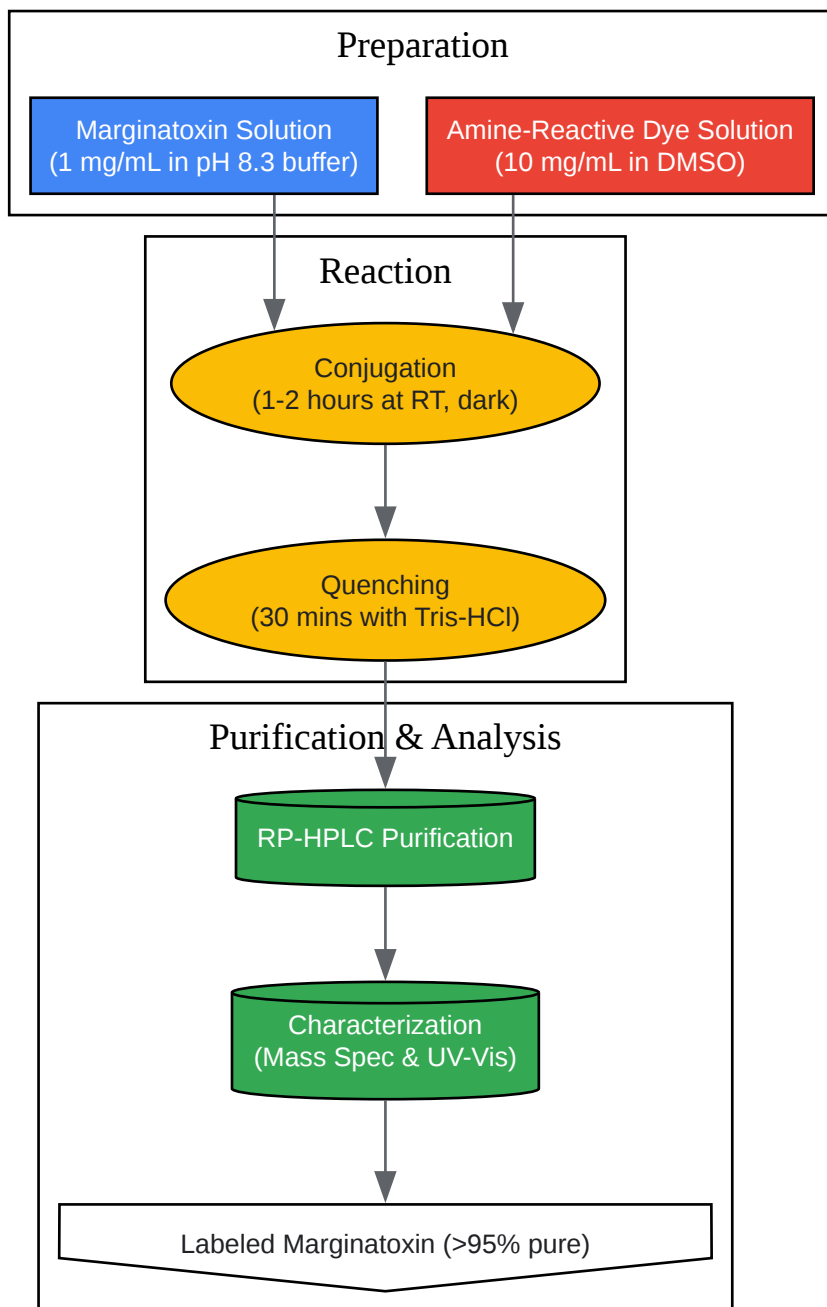 Preparation
Marginatoxin Solution
(1 mg/mL in pH 8.3 buffer)
Amine-Reactive Dye Solution
(10 mg/mL in DMSO)
Reaction
Conjugation
(1-2 hours at RT, dark)
Quenching
(30 mins with Tris-HCl)
Purification & Analysis
RP-HPLC Purification
Characterization
(Mass Spec & UV-Vis)
Labeled Marginatoxin (>95% pure)